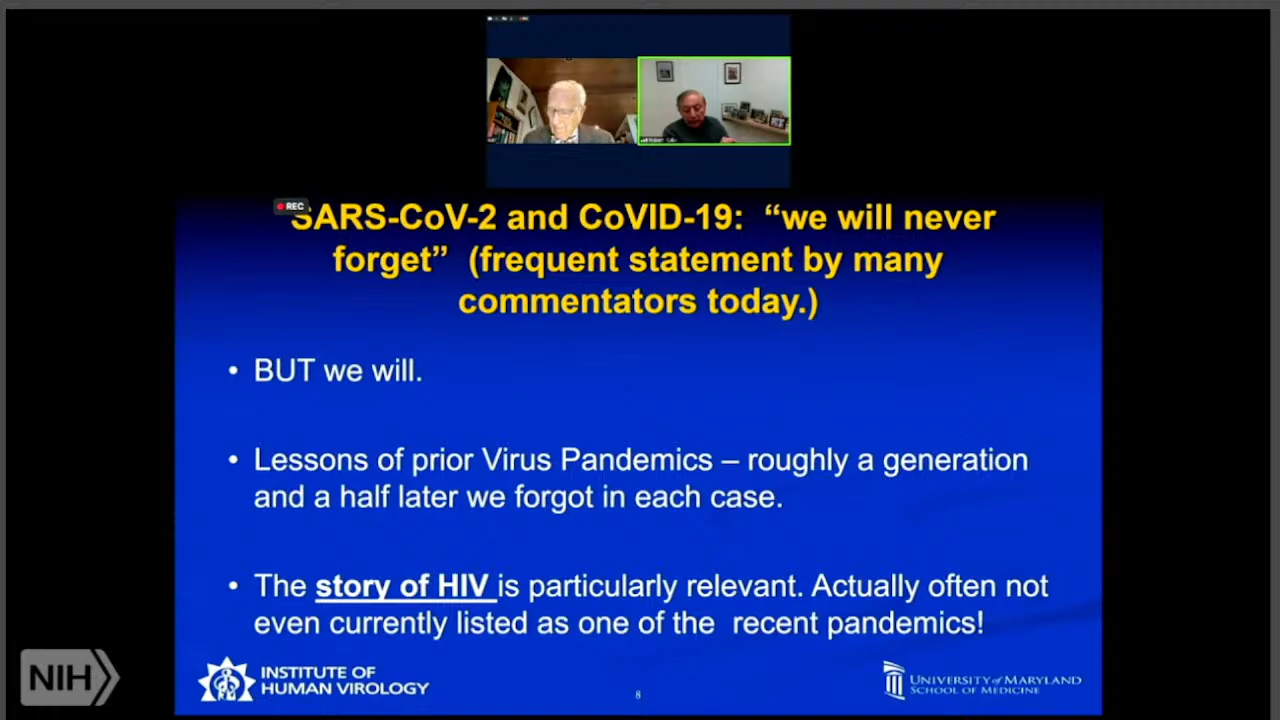 REC
SARS-CoV-2 and CoVID-19: “we will never
forget” (frequent statement by many
commentators today.)
• BUT we will.
• Lessons of prior Virus Pandemics – roughly a generation
and a half later we forgot in each case.
• The story of HIV is particularly relevant. Actually often not
even currently listed as one of the recent pandemics!
NIH
INSTITUTE OF
HUMAN VIROLOGY
8
UNIVERSITY of MARYLAND
SCHOOL OF MEDICINE